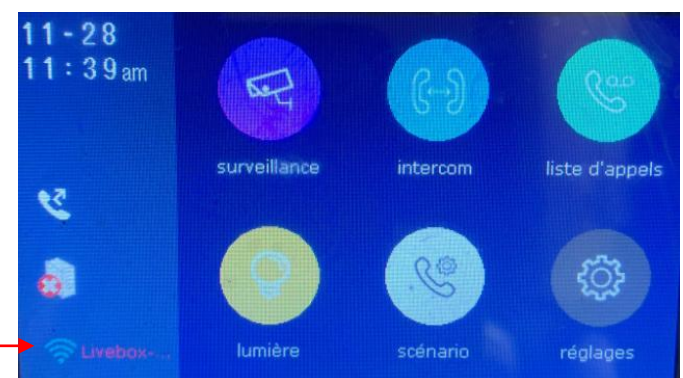 11-28
11:39am
surveillance
intercom
liste d'appels
Livebox-...
lumière
scénario
réglages